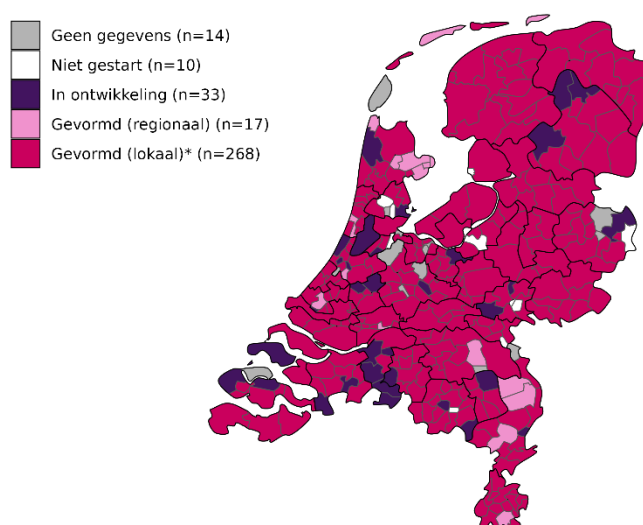 Geen gegevens (n=14)
Niet gestart (n=10)
In ontwikkeling (n=33)
Gevormd (regionaal) (n=17)
Gevormd (lokaal)* (n=268)